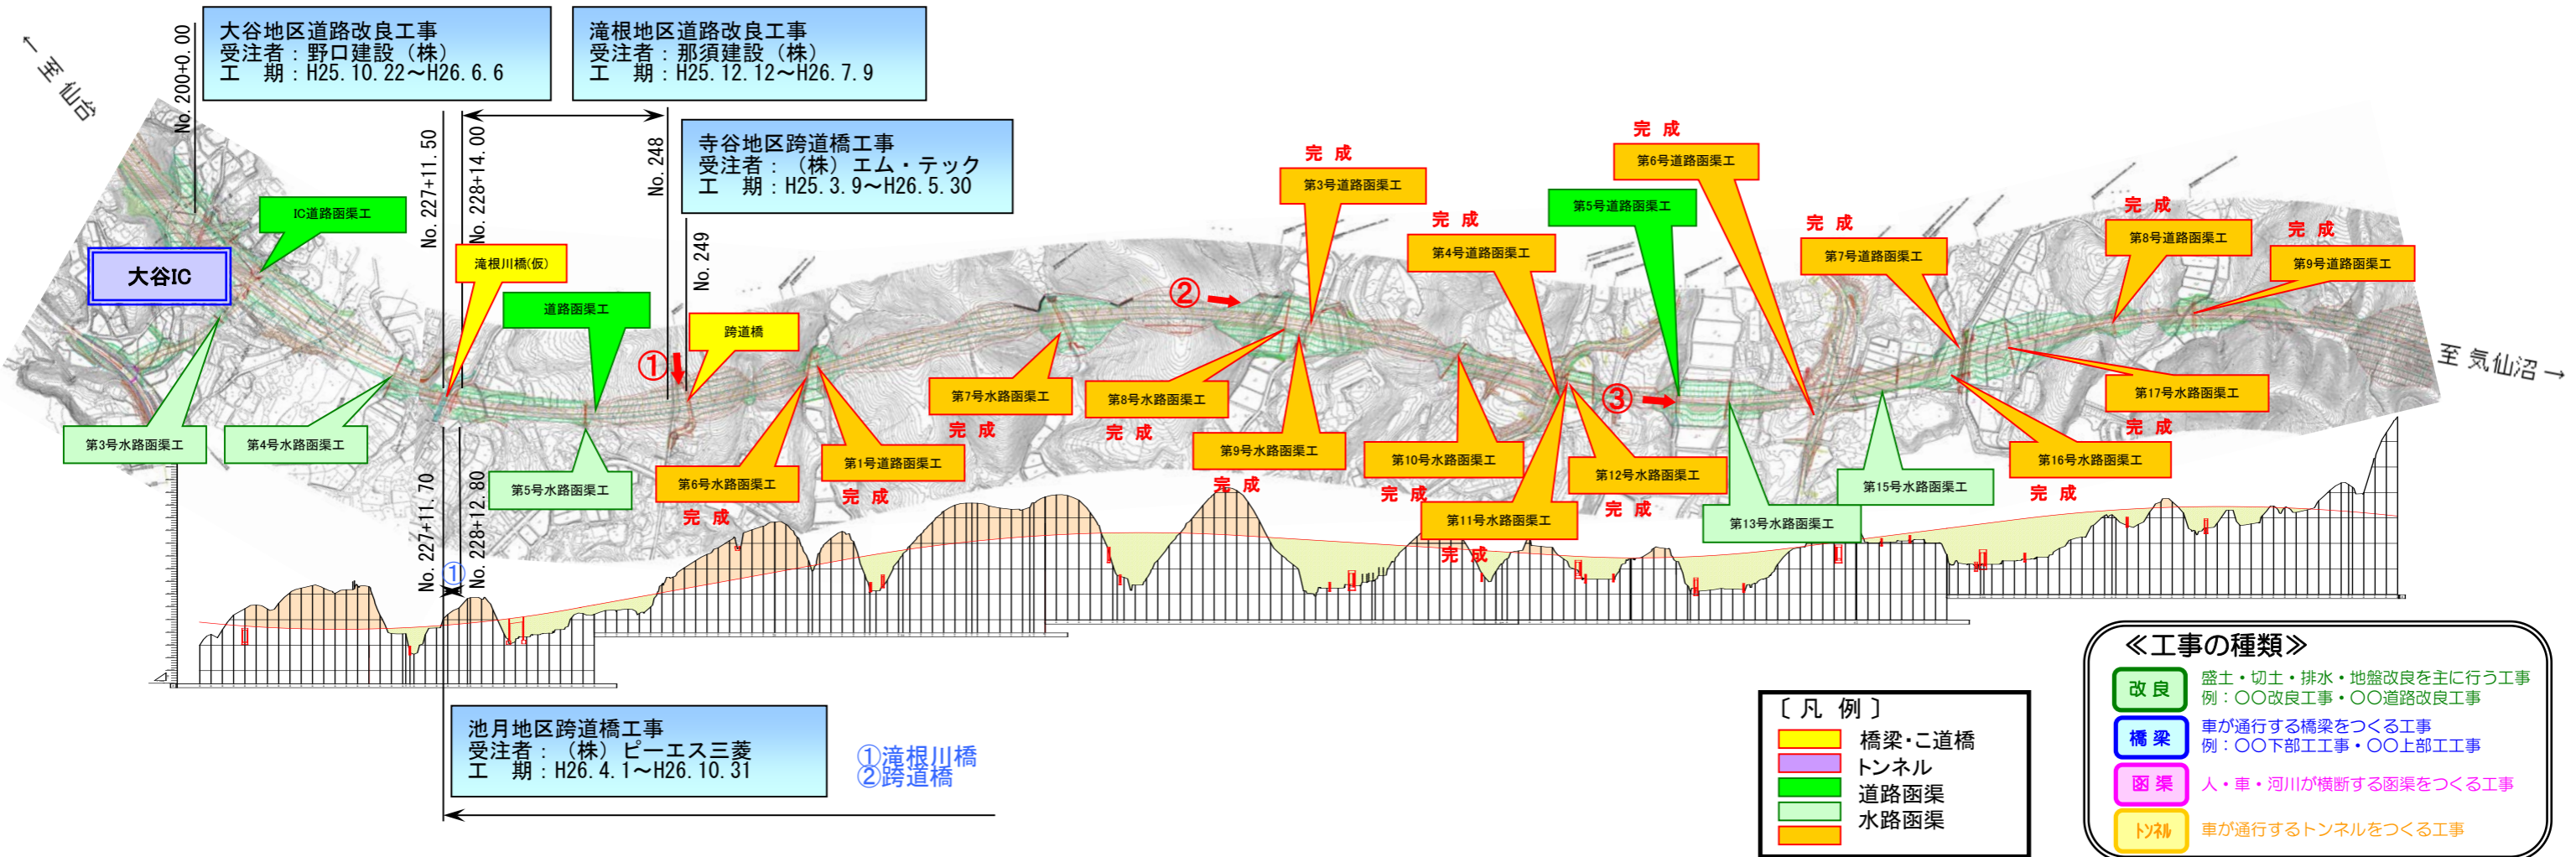 ← 至 仙台
No. 200+0.00
大谷地区道路改良工事
受注者：野口建設（株）
工　期：H25.10.22～H26.6.6
滝根地区道路改良工事
受注者：那須建設（株）
工　期：H25.12.12～H26.7.9
寺谷地区跨道橋工事
受注者：（株）エム・テック
工　期：H25.3.9～H26.5.30
No. 227+11.50
No. 228+14.00
No. 248
No. 249
大谷IC
IC道路函渠工
滝根川橋(仮)
道路函渠工
跨道橋
①
②
③
完 成
第3号道路函渠工
完 成
第4号道路函渠工
第5号道路函渠工
完 成
第6号道路函渠工
完 成
第7号道路函渠工
完 成
第8号道路函渠工
完 成
第9号道路函渠工
至 気仙沼 →
第3号水路函渠工
第4号水路函渠工
第5号水路函渠工
第6号水路函渠工
完 成
第1号道路函渠工
完 成
第7号水路函渠工
完 成
第8号水路函渠工
完 成
第9号水路函渠工
完 成
第10号水路函渠工
完 成
第11号水路函渠工
完 成
第12号水路函渠工
完 成
第13号水路函渠工
第15号水路函渠工
第16号水路函渠工
完 成
第17号水路函渠工
完 成
No. 227+11.70
①
No. 228+12.80
池月地区跨道橋工事
受注者：（株）ピーエス三菱
工　期：H26.4.1～H26.10.31
①滝根川橋
②跨道橋
〔 凡 例 〕
橋梁･こ道橋
トンネル
道路函渠
水路函渠
≪工事の種類≫
改 良
盛土・切土・排水・地盤改良を主に行う工事
例：〇〇改良工事・〇〇道路改良工事
橋 梁
車が通行する橋梁をつくる工事
例：〇〇下部工工事・〇〇上部工工事
函 渠
人・車・河川が横断する函渠をつくる工事
トンネル
車が通行するトンネルをつくる工事